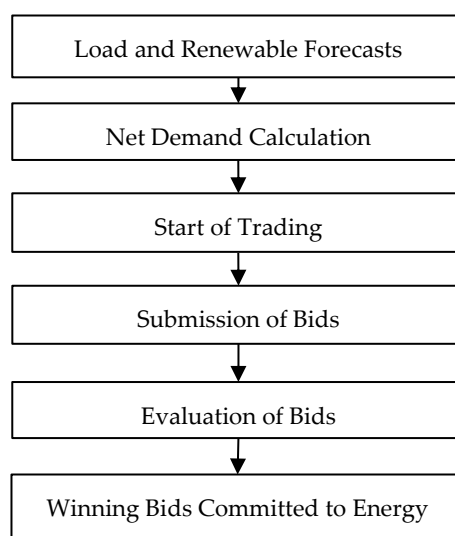 Load and Renewable Forecasts
Net Demand Calculation
Start of Trading
Submission of Bids
Evaluation of Bids
Winning Bids Committed to Energy